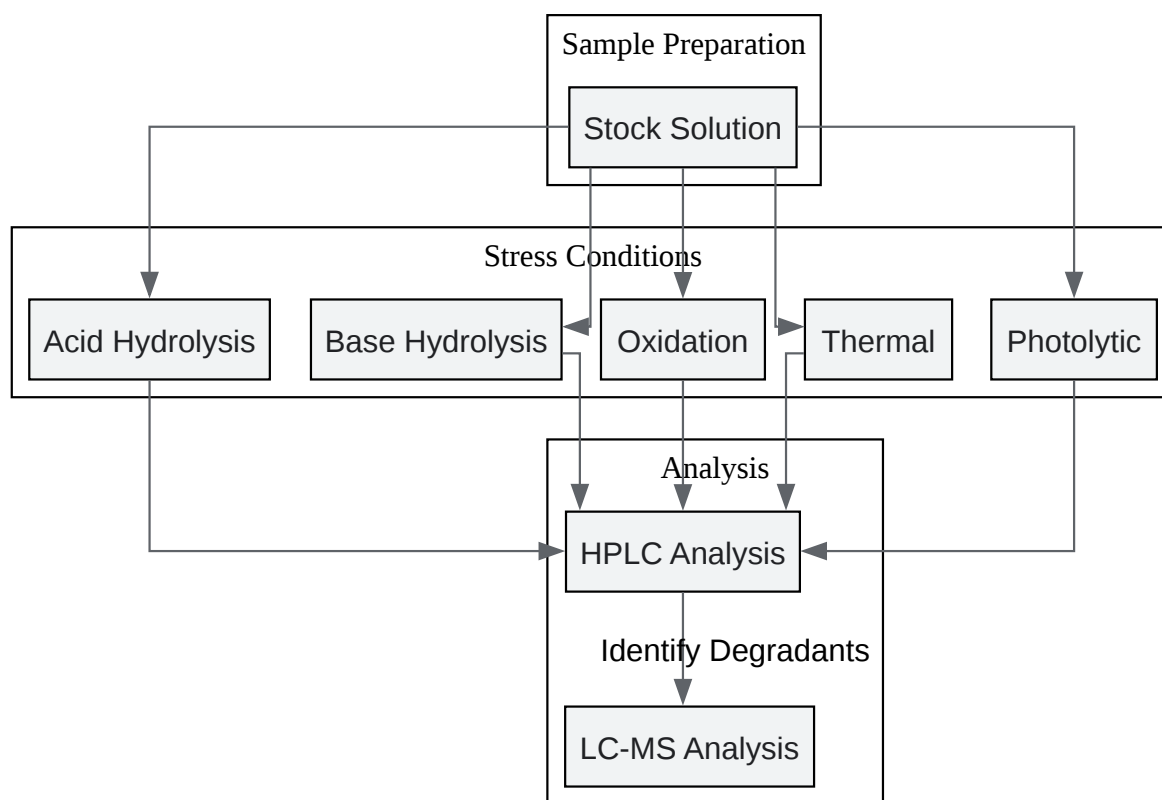 Sample Preparation
Stock Solution
Stress Conditions
Acid Hydrolysis
Base Hydrolysis
Oxidation
Thermal
Photolytic
Analysis
HPLC Analysis
Identify Degradants
LC-MS Analysis